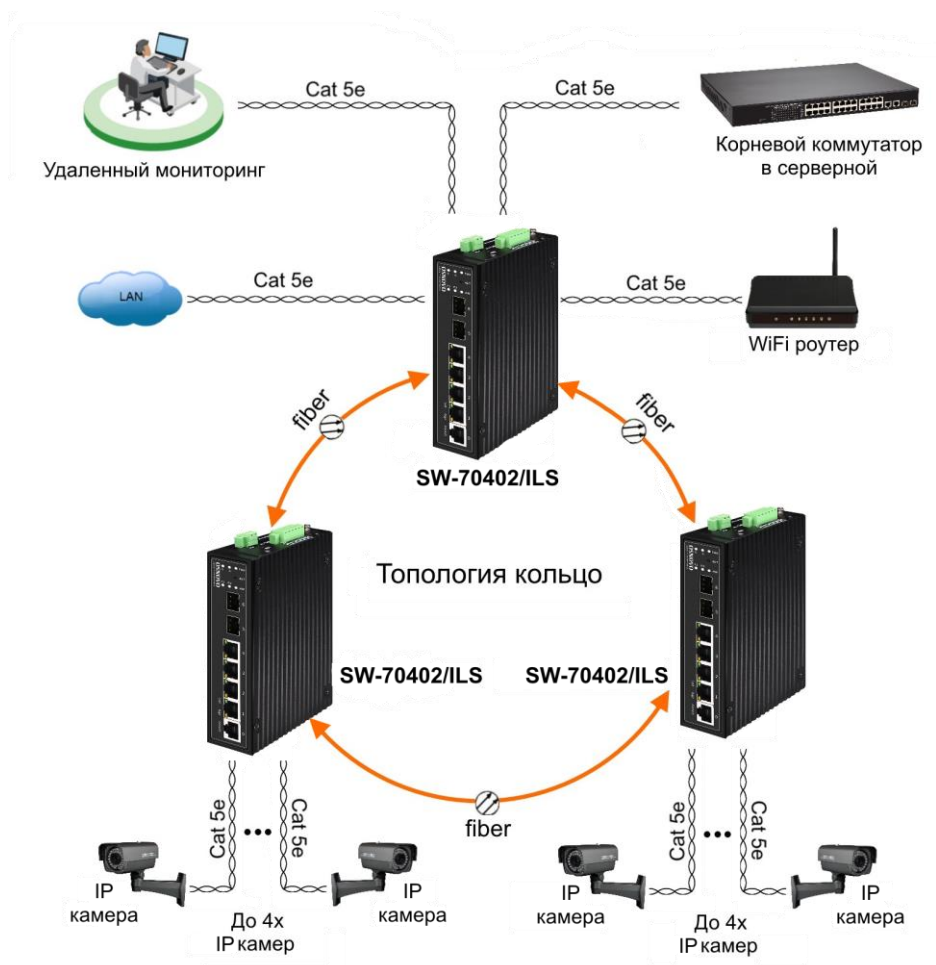 Cat 5e
Cat 5e
Удаленный мониторинг
Корневой коммутатор
в серверной
LAN
Cat 5e
Cat 5e
WiFi роутер
fiber
fiber
SW-70402/ILS
Топология кольцо
SW-70402/ILS
SW-70402/ILS
fiber
Cat 5e
Cat 5e
Cat 5e
Cat 5e
IP
камера
IP
камера
IP
камера
IP
камера
До 4х
IP камер
До 4х
IP камер